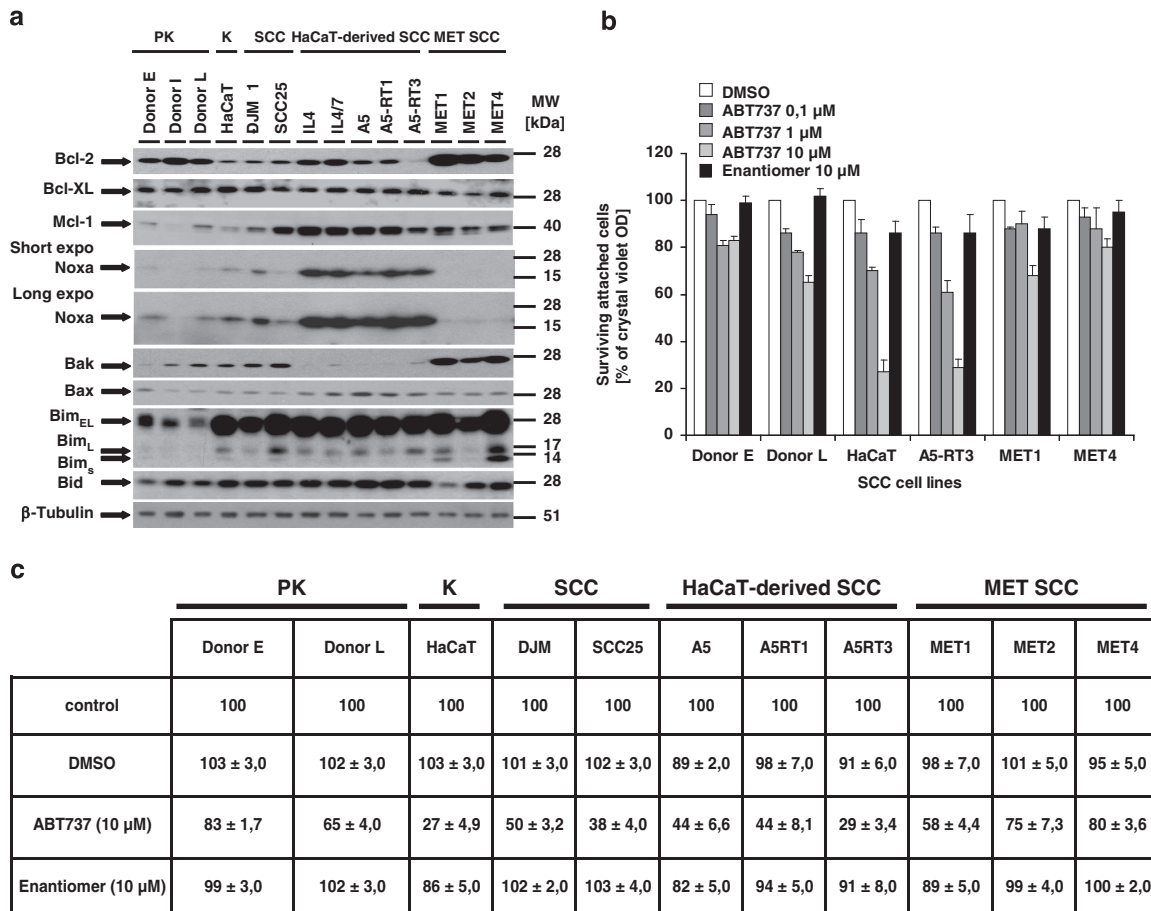 a
PK K SCC HaCaT-derived SCC MET SCC
Donor E Donor I Donor L HaCaT DJM 1 SCC25 IL4 IL4/7 A5 A5-RT1 A5-RT3 MET1 MET2 MET4
MW
[kDa]
Bcl-2 28
Bcl-XL 28
Mcl-1 40
Short expo
Noxa 28
15
Long expo
Noxa 28
15
Bak 28
Bax 28
BimEL 28
BimL 17
Bims 14
Bid 28
β-Tubulin 51
b
DMSO
ABT737 0,1 µM
ABT737 1 µM
ABT737 10 µM
Enantiomer 10 µM
Surviving attached cells
[% of crystal violet OD]
120
100
80
60
40
20
0
Donor E Donor L HaCaT A5-RT3 MET1 MET4
SCC cell lines
c
PK K SCC HaCaT-derived SCC MET SCC
Donor E Donor L HaCaT DJM SCC25 A5 A5RT1 A5RT3 MET1 MET2 MET4
control 100 100 100 100 100 100 100 100 100 100 100
DMSO 103 ± 3,0 102 ± 3,0 103 ± 3,0 101 ± 3,0 102 ± 3,0 89 ± 2,0 98 ± 7,0 91 ± 6,0 98 ± 7,0 101 ± 5,0 95 ± 5,0
ABT737 (10 µM) 83 ± 1,7 65 ± 4,0 27 ± 4,9 50 ± 3,2 38 ± 4,0 44 ± 6,6 44 ± 8,1 29 ± 3,4 58 ± 4,4 75 ± 7,3 80 ± 3,6
Enantiomer (10 µM) 99 ± 3,0 102 ± 3,0 86 ± 5,0 102 ± 2,0 103 ± 4,0 82 ± 5,0 94 ± 5,0 91 ± 8,0 89 ± 5,0 99 ± 4,0 100 ± 2,0